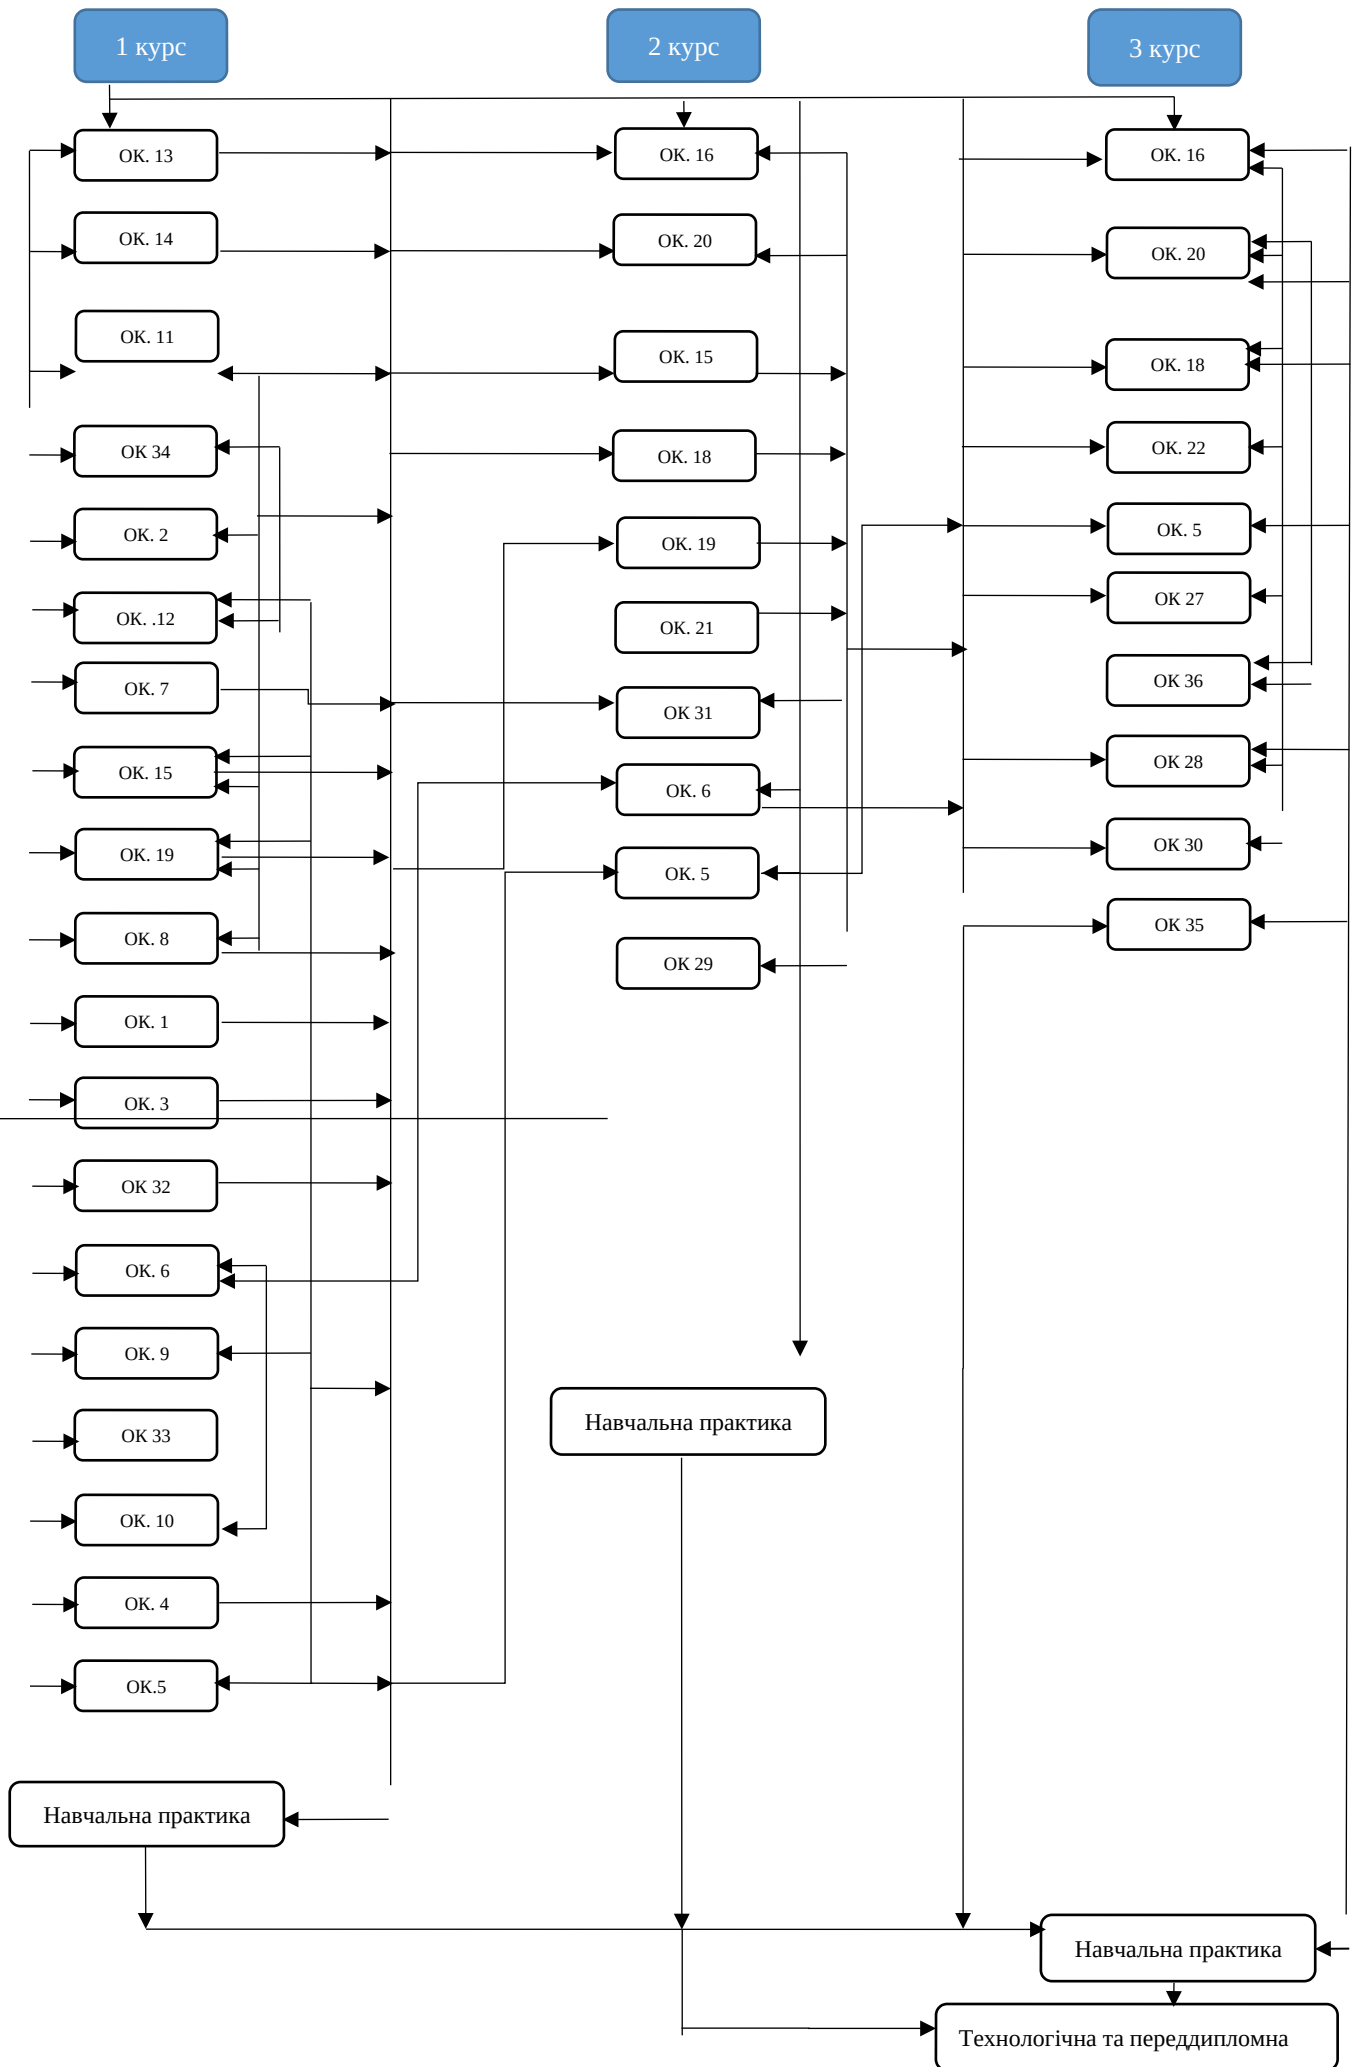 1 курс
2 курс
3 курс
ОК. 13
ОК. 16
ОК. 16
ОК. 14
ОК. 20
ОК. 20
ОК. 11
ОК. 15
ОК. 18
ОК 34
ОК. 18
ОК. 22
ОК. 2
ОК. 19
ОК. 5
ОК. .12
ОК. 21
ОК 27
ОК. 7
ОК 31
ОК 36
ОК. 15
ОК. 6
ОК 28
ОК. 19
ОК. 5
ОК 30
ОК. 8
ОК 29
ОК 35
ОК. 1
ОК. 3
ОК 32
ОК. 6
ОК. 9
ОК 33
ОК. 10
ОК. 4
ОК.5
Навчальна практика
Навчальна практика
Навчальна практика
Технологічна та переддипломна